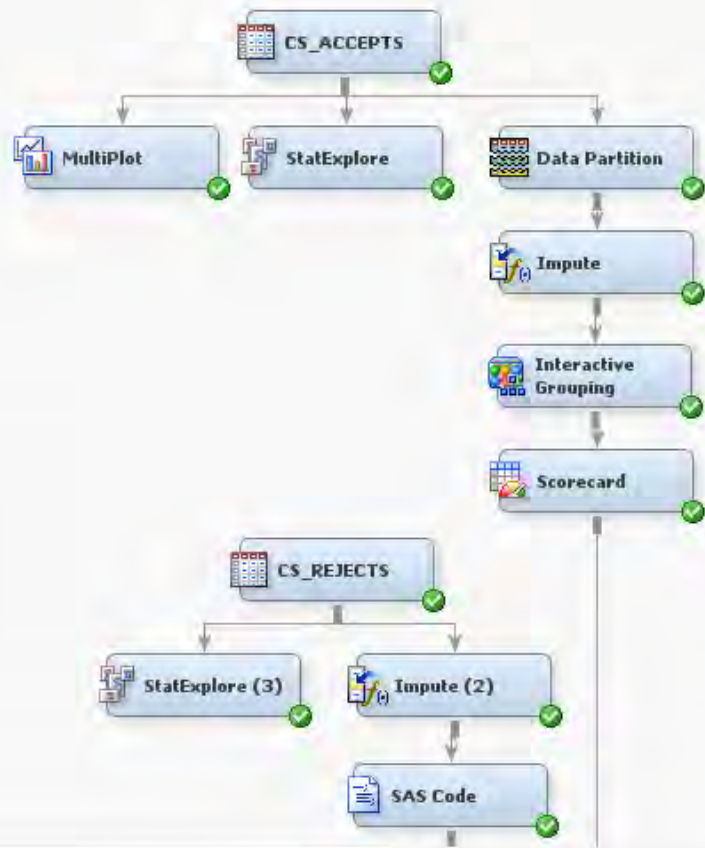 CS_ACCEPTS
MultiPlot
StatExplore
Data Partition
Impute
Interactive
Grouping
Scorecard
CS_REJECTS
StatExplore (3)
Impute (2)
SAS Code